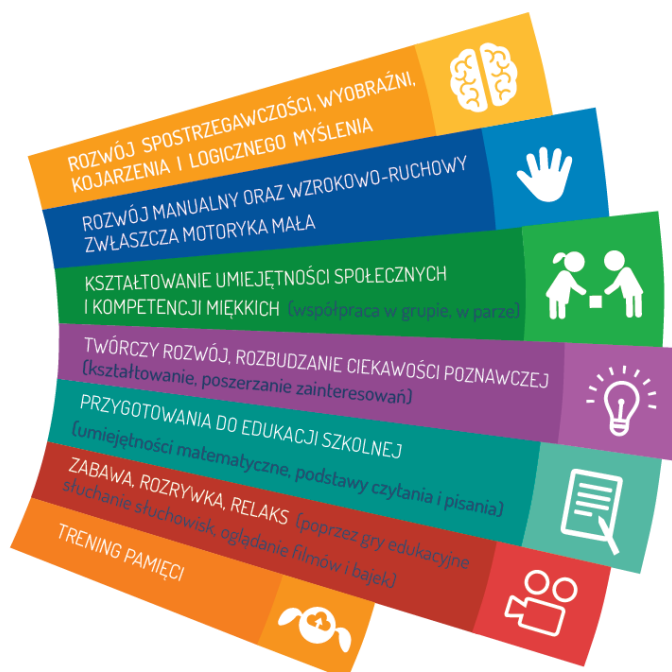 ROZWÓJ SPOSTRZEGAWCZOŚCI, WYOBRAŹNI,
KOJARZENIA I LOGICZNEGO MYŚLENIA
ROZWÓJ MANUALNY ORAZ WZROKOWO-RUCHOWY
ZWŁASZCZA MOTORYKA MAŁA
KSZTAŁTOWANIE UMIEJĘTNOŚCI SPOŁECZNYCH
I KOMPETENCJI MIĘKKICH (współpraca w grupie, w parze)
TWÓRCZY ROZWÓJ, ROZBUDZANIE CIEKAWOŚCI POZNAWCZEJ
(kształtowanie, poszerzanie zainteresowań)
PRZYGOTOWANIA DO EDUKACJI SZKOLNEJ
(umiejętności matematyczne, podstawy czytania i pisania)
ZABAWA, ROZRYWKA, RELAKS (poprzez gry edukacyjne
słuchanie słuchowisk, oglądanie filmów i bajek)
TRENING PAMIĘCI